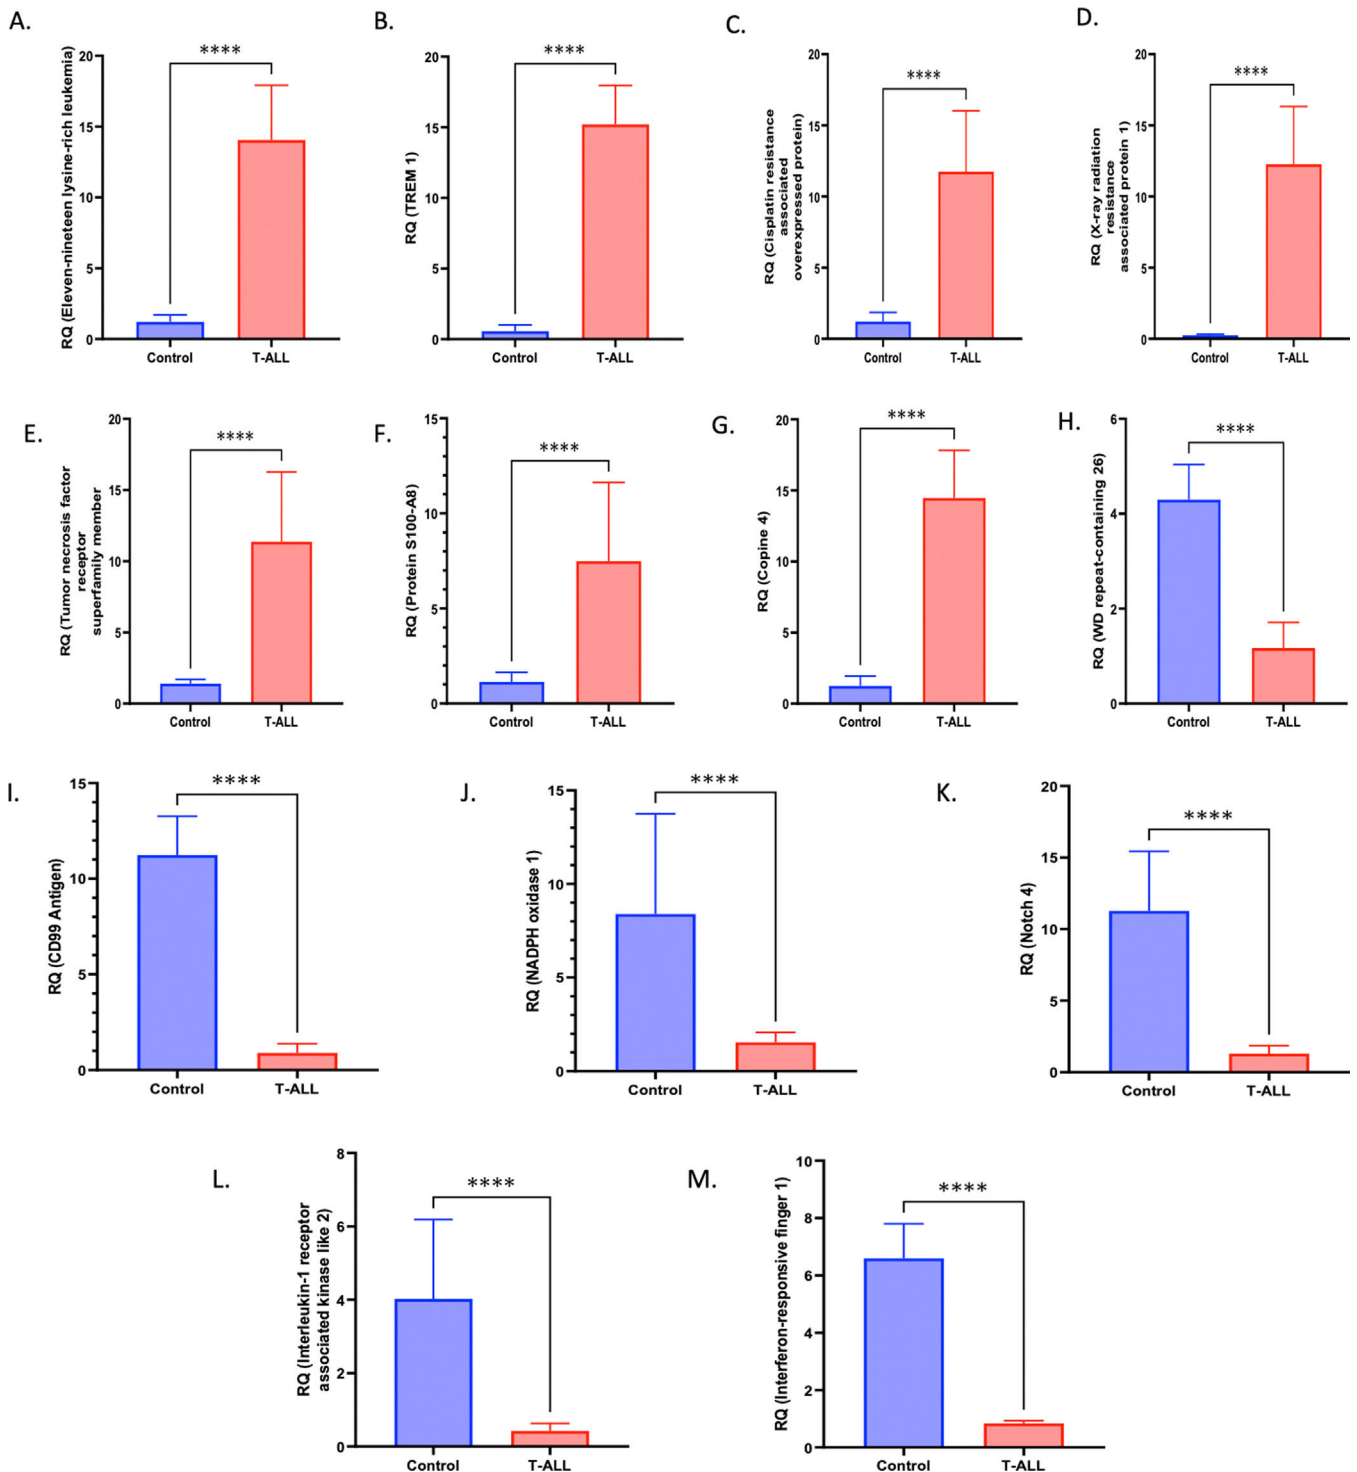 A.
RQ (Eleven-nineteen lysine-rich leukemia)
20
15
10
5
0
****
Control
T-ALL
B.
RQ (TREM 1)
20
15
10
5
0
****
Control
T-ALL
C.
RQ (Cisplatin resistance
associated
overexpressed protein)
20
15
10
5
0
****
Control
T-ALL
D.
RQ (X-ray radiation
resistance
associated protein 1)
20
15
10
5
0
****
Control
T-ALL
E.
RQ (Tumor necrosis factor
receptor
superfamily member
20
15
10
5
0
****
Control
T-ALL
F.
RQ (Protein S100-A8)
15
10
5
0
****
Control
T-ALL
G.
RQ (Copine 4)
20
15
10
5
0
****
Control
T-ALL
H.
RQ (WD repeat-containing 26)
6
4
2
0
****
Control
T-ALL
I.
RQ (CD99 Antigen)
15
10
5
0
****
Control
T-ALL
J.
RQ (NADPH oxidase 1)
15
10
5
0
****
Control
T-ALL
K.
RQ (Notch 4)
20
15
10
5
0
****
Control
T-ALL
L.
RQ (Interleukin-1 receptor
associated kinase like 2)
8
6
4
2
0
****
Control
T-ALL
M.
RQ (Interferon-responsive finger 1)
10
8
6
4
2
0
****
Control
T-ALL